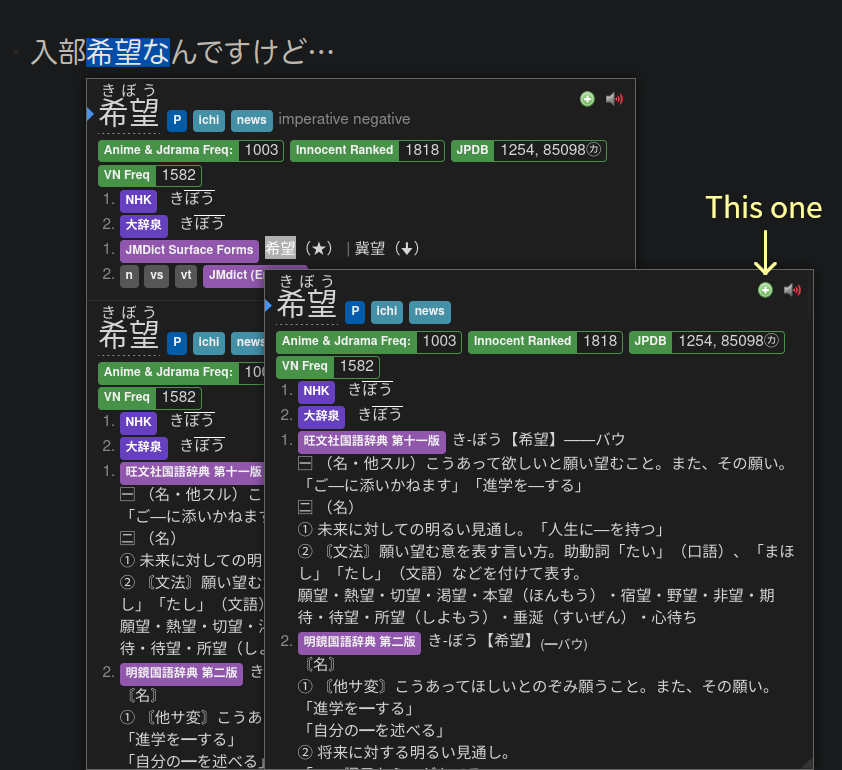 入部希望なんですけど…
きぼう
希望 P ichi news imperative negative
Anime & Jdrama Freq: 1003 Innocent Ranked 1818 JPDB 1254, 85098㋕
VN Freq 1582
1. NHK きぼう
2. 大辞泉 きぼう
1. JMDict Surface Forms 希望（★）｜冀望（🡇）
2. n vs vt JMdict (E
きぼう
希望 P ichi news
Anime & Jdrama Freq: 100
VN Freq 1582
1. NHK きぼう
2. 大辞泉 きぼう
1. 旺文社国語辞典 第十一版
㊀（名・他スル）こ
「ご―に添いかねます
㊁（名）
① 未来に対しての明
② 〘文法〙願い望む
し」「たし」（文語）
願望・熱望・切望・
待・待望・所望（し
2. 明鏡国語辞典 第二版 き
〘名〙
① 〘他サ変〙こうあ
「進学を━する」
「自分の━を述べる」
This one
きぼう
希望 P ichi news
Anime & Jdrama Freq: 1003 Innocent Ranked 1818 JPDB 1254, 85098㋕
VN Freq 1582
1. NHK きぼう
2. 大辞泉 きぼう
1. 旺文社国語辞典 第十一版 き‐ぼう【希望】――バウ
㊀（名・他スル）こうあって欲しいと願い望むこと。また、その願い。
「ご―に添いかねます」「進学を―する」
㊁（名）
① 未来に対しての明るい見通し。「人生に―を持つ」
② 〘文法〙願い望む意を表す言い方。助動詞「たい」（口語）、「まほ
し」「たし」（文語）などを付けて表す。
願望・熱望・切望・渇望・本望（ほんもう）・宿望・野望・非望・期
待・待望・所望（しよもう）・垂涎（すいぜん）・心待ち
2. 明鏡国語辞典 第二版 き‐ぼう【希望】(━バウ)
〘名〙
① 〘他サ変〙こうあってほしいとのぞみ願うこと。また、その願い。
「進学を━する」
「自分の━を述べる」
② 将来に対する明るい見通し。